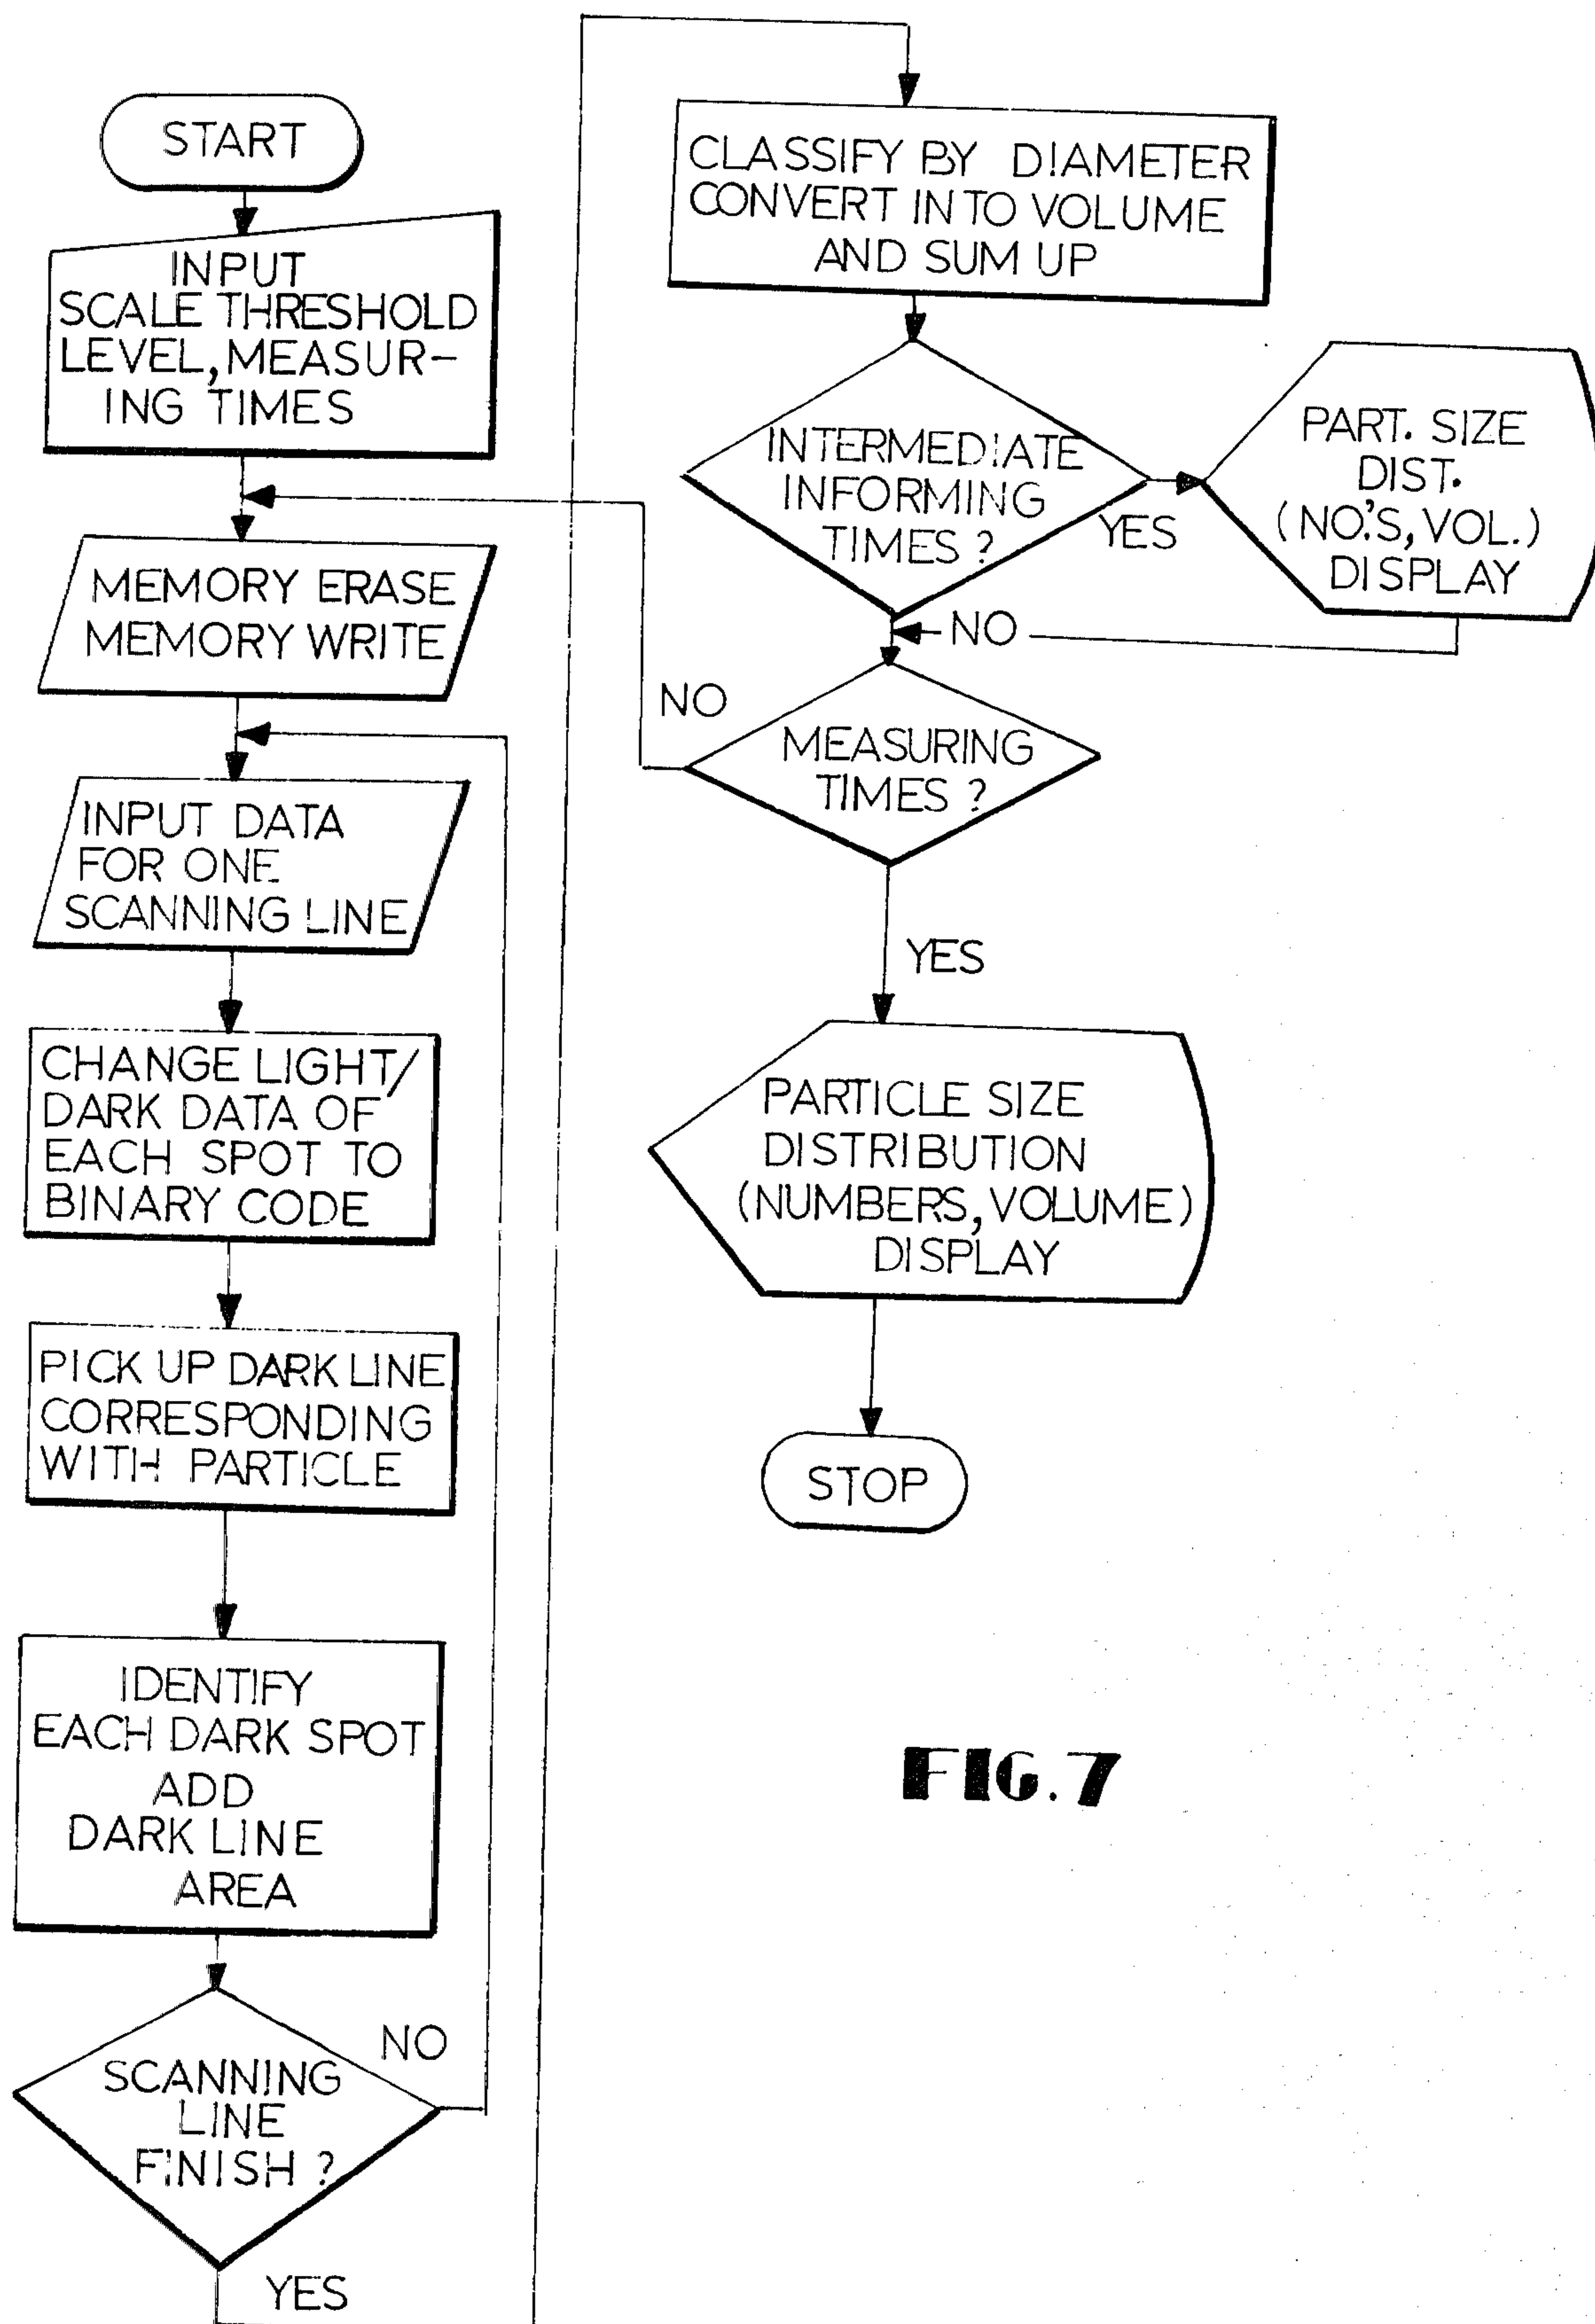 START
INPUT
SCALE THRESHOLD
LEVEL, MEASUR-
ING TIMES
MEMORY ERASE
MEMORY WRITE
INPUT DATA
FOR ONE
SCANNING LINE
CHANGE LIGHT/
DARK DATA OF
EACH SPOT TO
BINARY CODE
PICK UP DARK LINE
CORRESPONDING
WITH PARTICLE
IDENTIFY
EACH DARK SPOT
ADD
DARK LINE
AREA
SCANNING
LINE
FINISH ?
NO
YES
CLASSIFY BY DIAMETER
CONVERT INTO VOLUME
AND SUM UP
INTERMEDIATE
INFORMING
TIMES ?
YES
PART. SIZE
DIST.
(NO.'S, VOL.)
DISPLAY
NO
MEASURING
TIMES ?
NO
YES
PARTICLE SIZE
DISTRIBUTION
(NUMBERS, VOLUME)
DISPLAY
STOP
FIG. 7